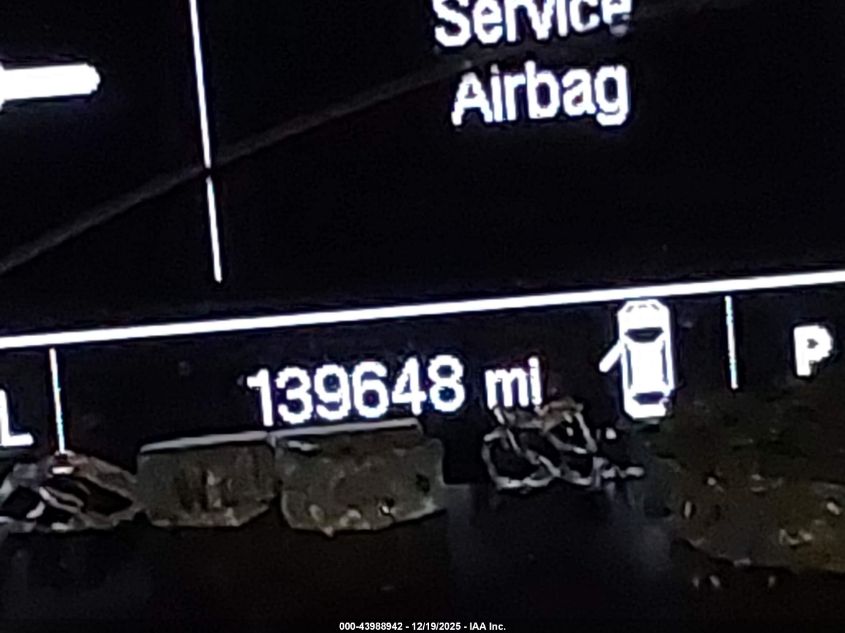 Service
Airbag
L
139648 mi
P
000-43988942 - 12/19/2025 - IAA Inc.